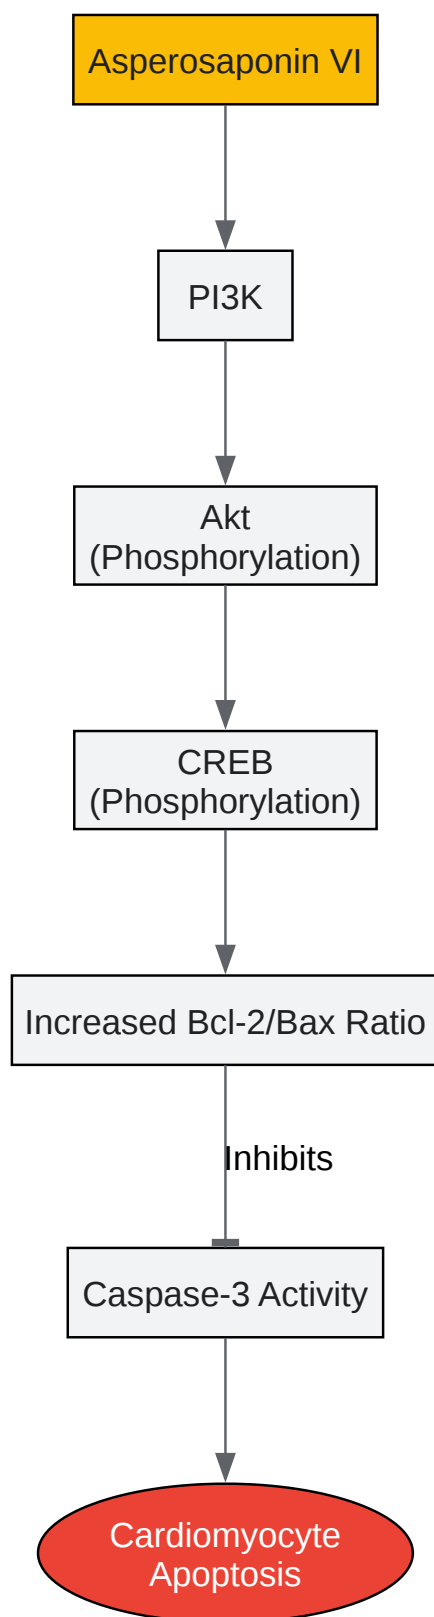 Asperosaponin VI
PI3K
Akt
(Phosphorylation)
CREB
(Phosphorylation)
Increased Bcl-2/Bax Ratio
Inhibits
Caspase-3 Activity
Cardiomyocyte
Apoptosis